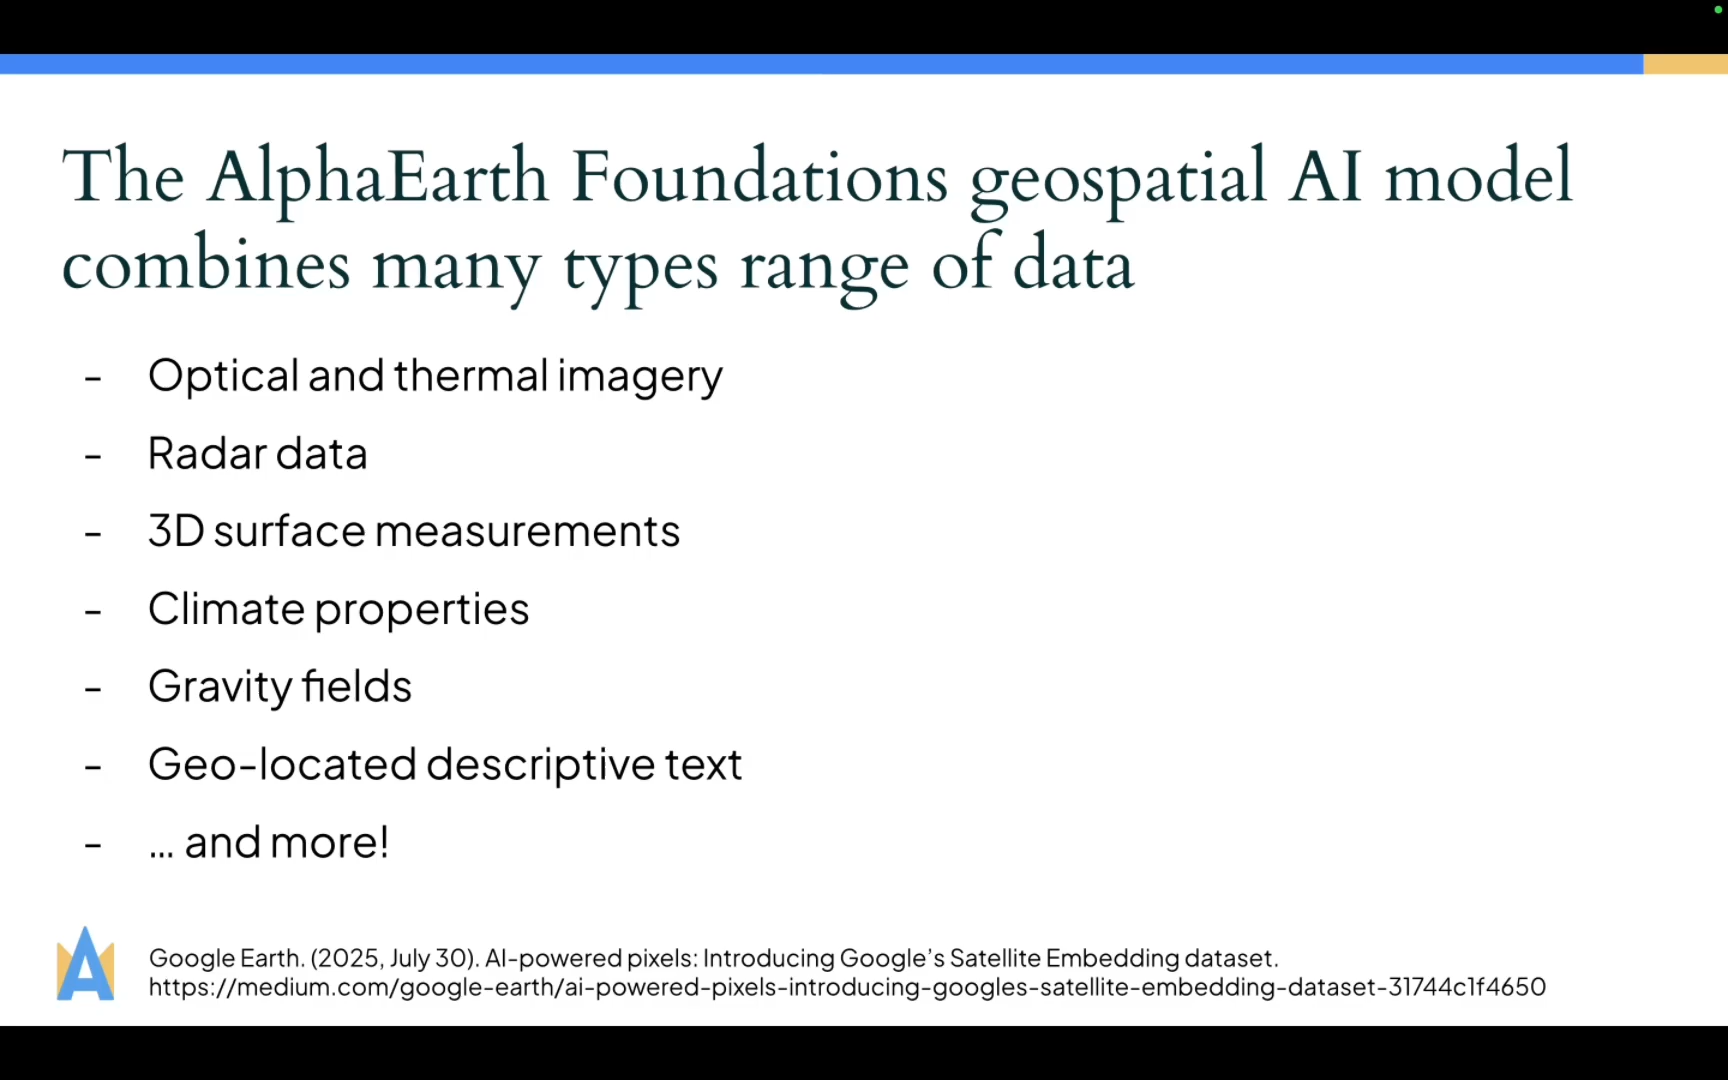 The AlphaEarth Foundations geospatial AI model
combines many types range of data
- Optical and thermal imagery
- Radar data
- 3D surface measurements
- Climate properties
- Gravity fields
- Geo-located descriptive text
- ... and more!
Google Earth. (2025, July 30). AI-powered pixels: Introducing Google’s Satellite Embedding dataset.
https://medium.com/google-earth/ai-powered-pixels-introducing-googles-satellite-embedding-dataset-31744c1f4650